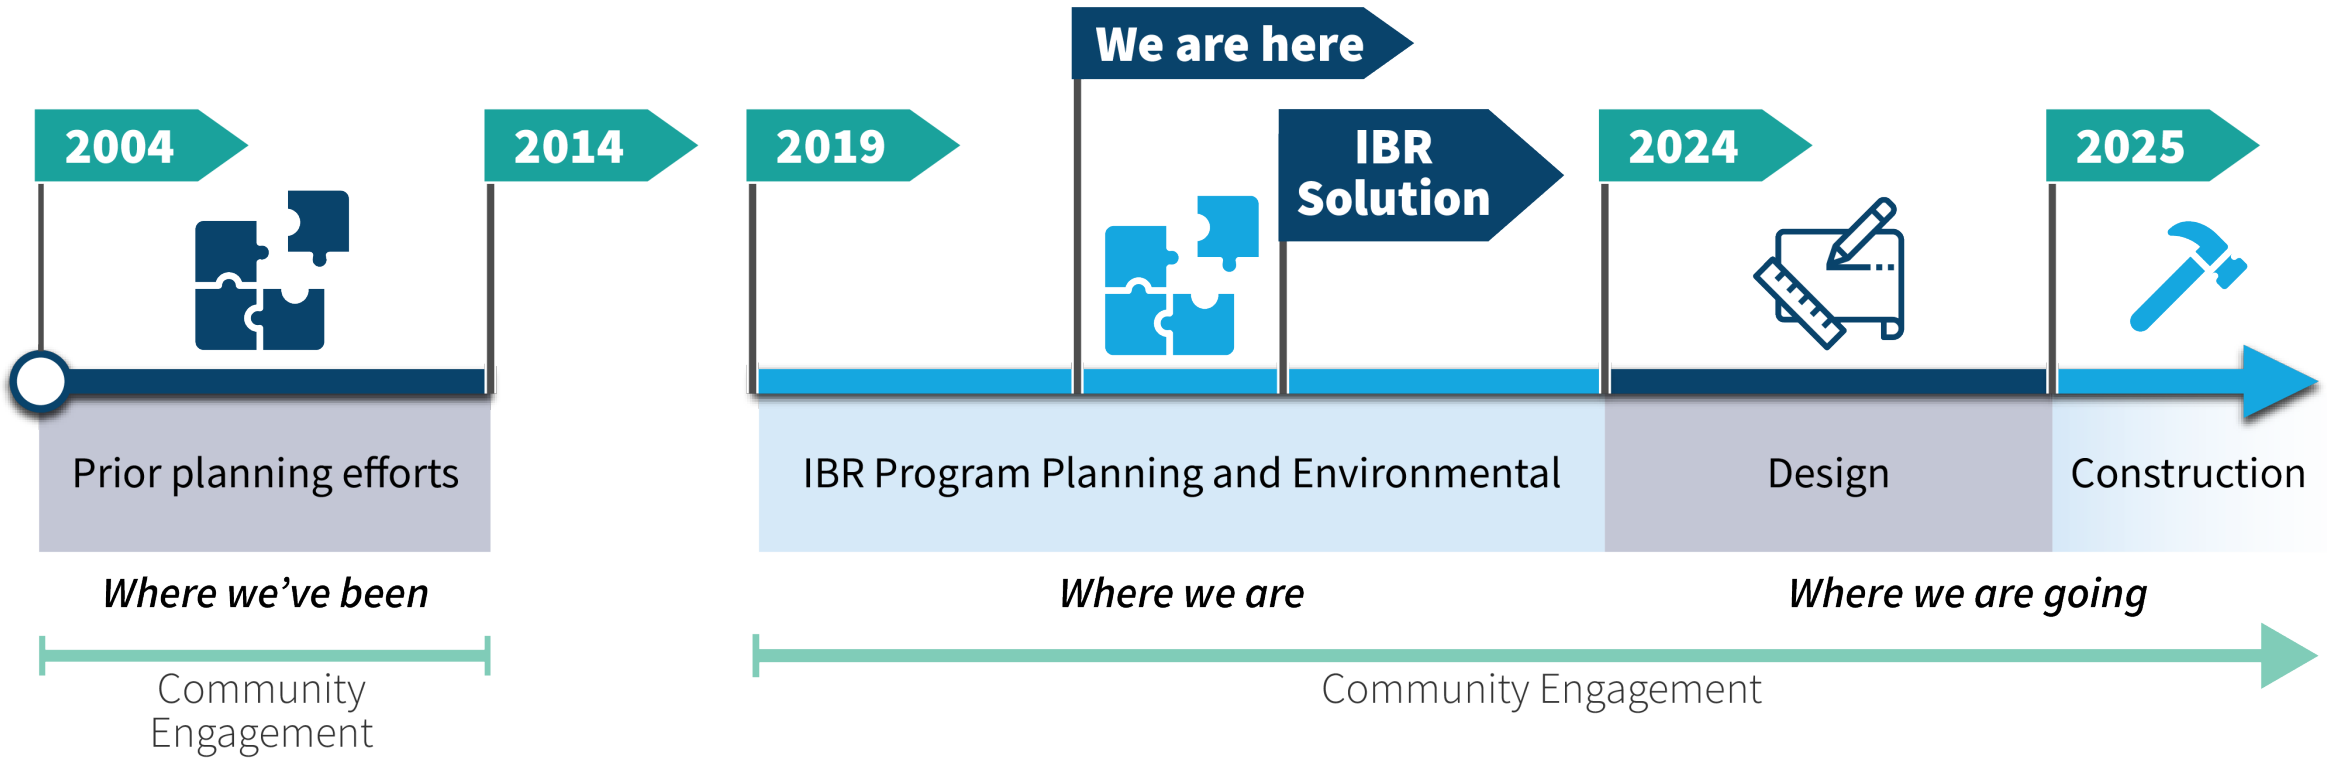 We are here
2004
2014
2019
IBR
Solution
2024
2025
Prior planning efforts
IBR Program Planning and Environmental
Design
Construction
Where we’ve been
Where we are
Where we are going
Community
Engagement
Community Engagement